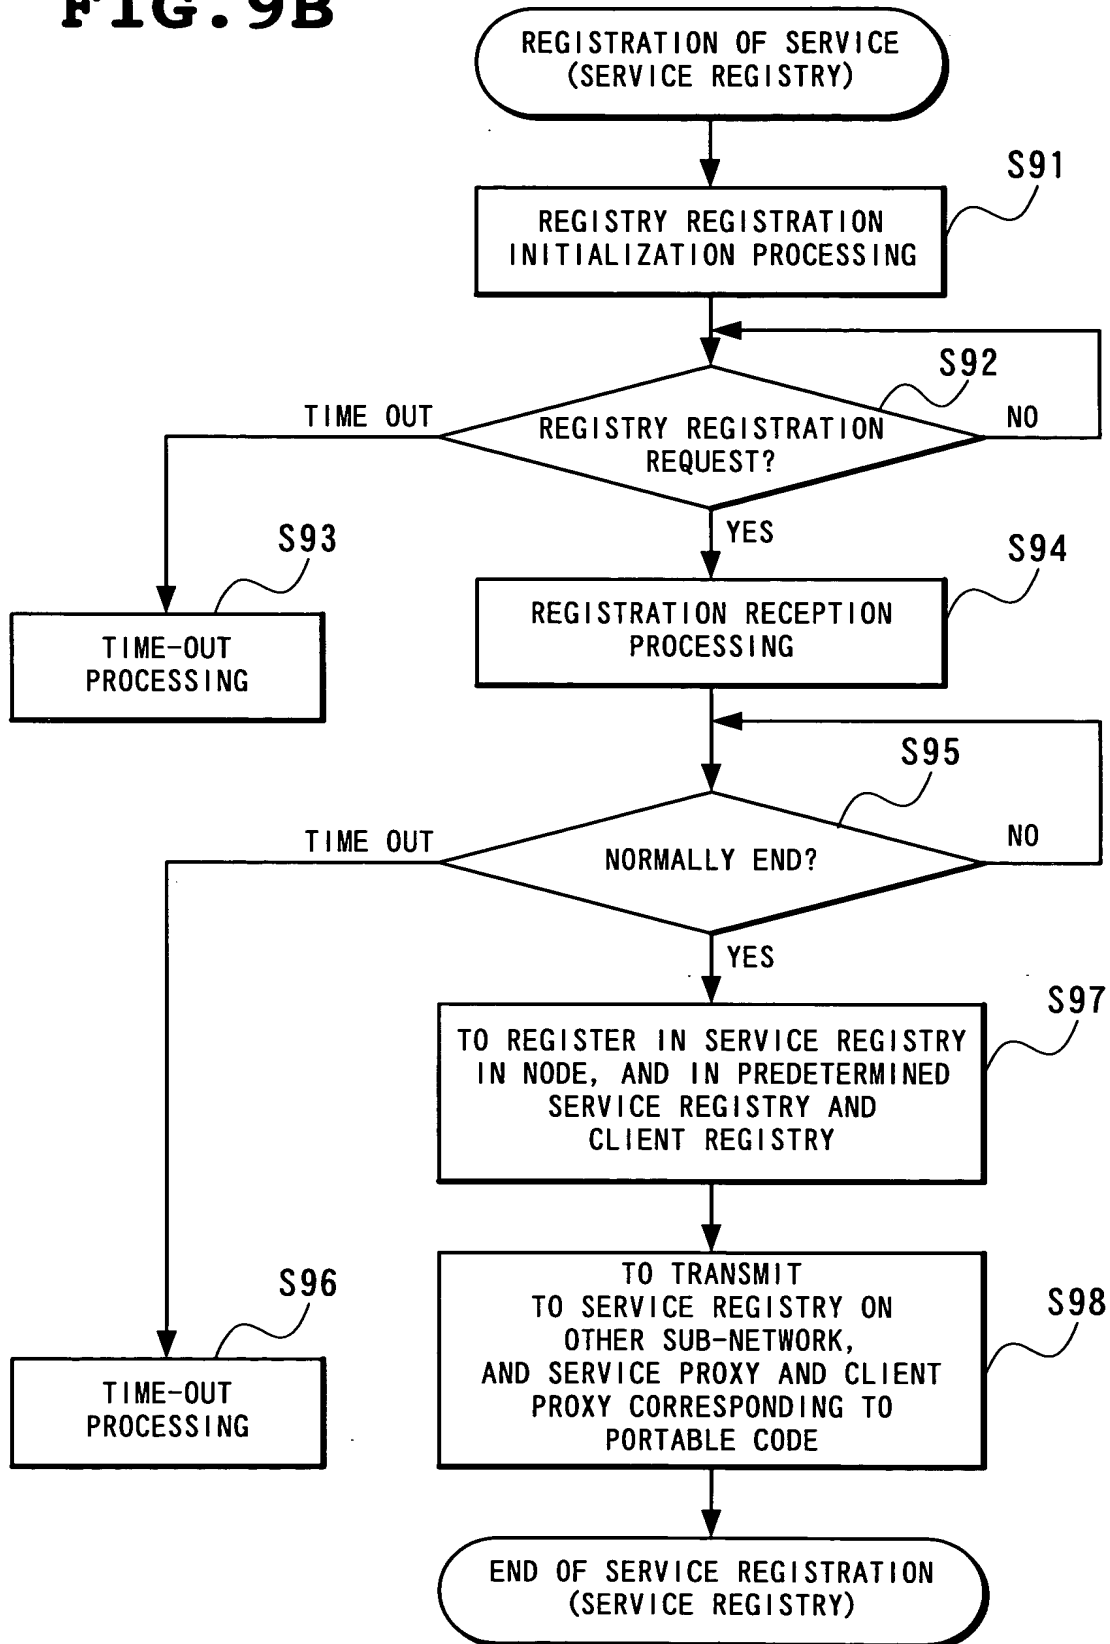 FIG.9B
REGISTRATION OF SERVICE
(SERVICE REGISTRY)
S91
REGISTRY REGISTRATION
INITIALIZATION PROCESSING
S92
TIME OUT
REGISTRY REGISTRATION
REQUEST?
NO
YES
S93
TIME-OUT
PROCESSING
S94
REGISTRATION RECEPTION
PROCESSING
S95
TIME OUT
NORMALLY END?
NO
YES
S97
TO REGISTER IN SERVICE REGISTRY
IN NODE, AND IN PREDETERMINED
SERVICE REGISTRY AND
CLIENT REGISTRY
S96
TIME-OUT
PROCESSING
S98
TO TRANSMIT
TO SERVICE REGISTRY ON
OTHER SUB-NETWORK,
AND SERVICE PROXY AND CLIENT
PROXY CORRESPONDING TO
PORTABLE CODE
END OF SERVICE REGISTRATION
(SERVICE REGISTRY)